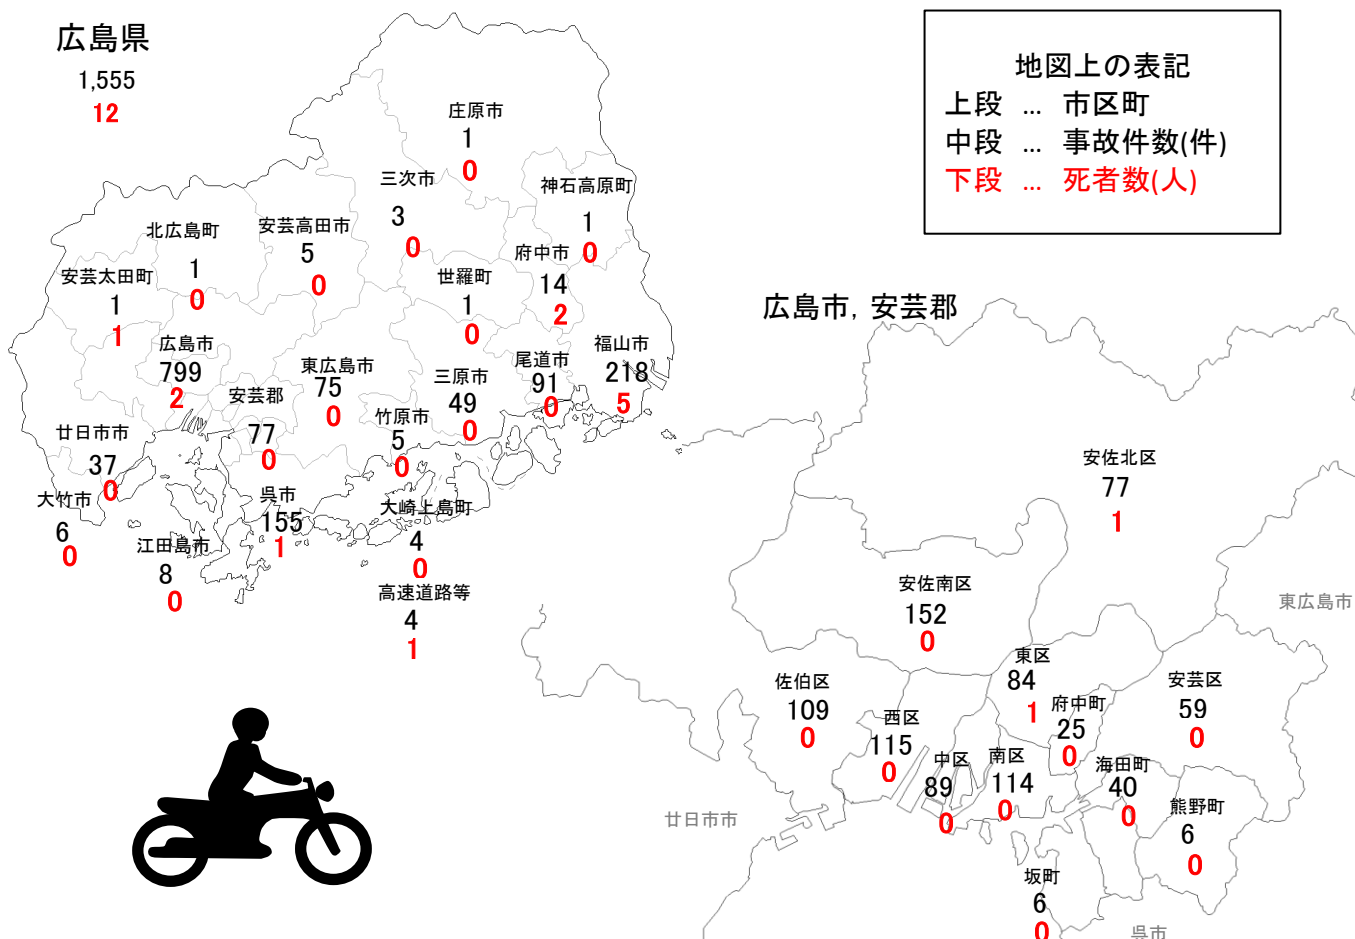 広島県
1,555
12
地図上の表記
上段 … 市区町
中段 … 事故件数(件)
下段 … 死者数(人)
庄原市
1
0
三次市
3
0
神石高原町
1
0
北広島町
1
0
安芸高田市
5
0
府中市
14
2
安芸太田町
1
1
世羅町
1
0
広島市
799
2
東広島市
75
0
三原市
49
0
尾道市
91
0
福山市
218
5
安芸郡
77
0
竹原市
5
0
廿日市市
37
0
大竹市
6
0
呉市
155
1
大崎上島町
4
0
江田島市
8
0
高速道路等
4
1
広島市, 安芸郡
安佐北区
77
1
安佐南区
152
0
東広島市
東区
84
1
佐伯区
109
0
安芸区
59
0
西区
115
0
府中町
25
0
中区
89
0
南区
114
0
海田町
40
0
熊野町
6
0
廿日市市
坂町
6
0
呉市